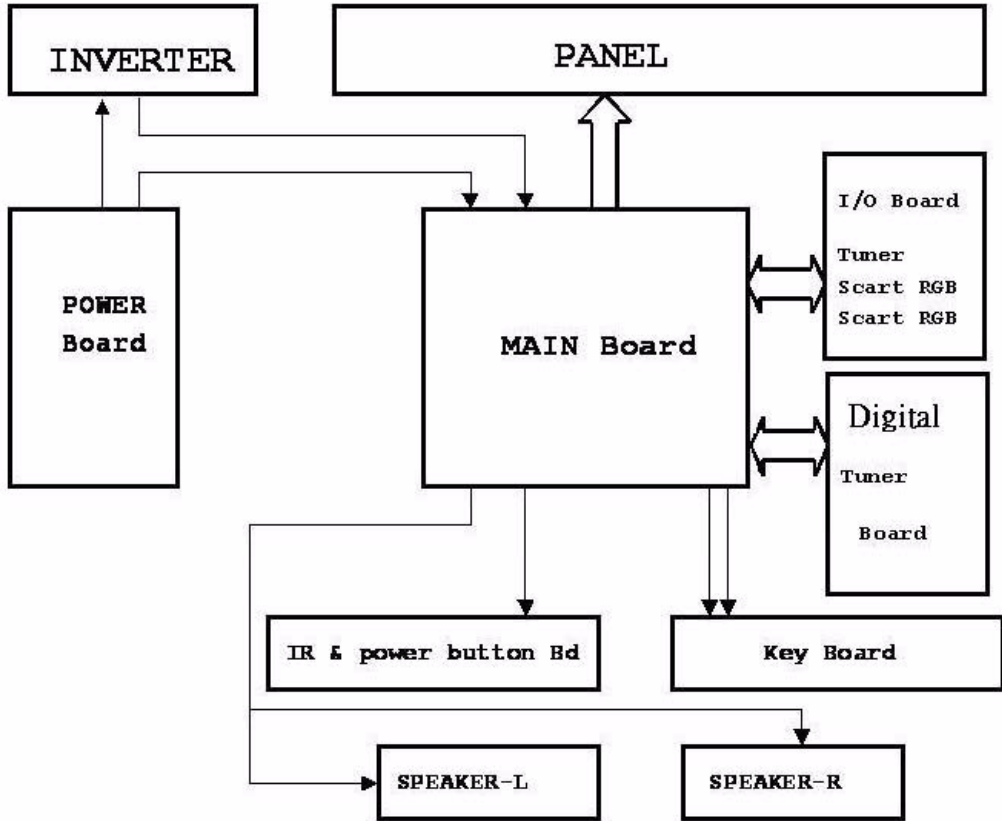 INVERTER
PANEL
POWER
Board
MAIN Board
I/O Board
Tuner
Scart RGB
Scart RGB
Digital
Tuner
Board
IR & power button Bd
Key Board
SPEAKER-L
SPEAKER-R